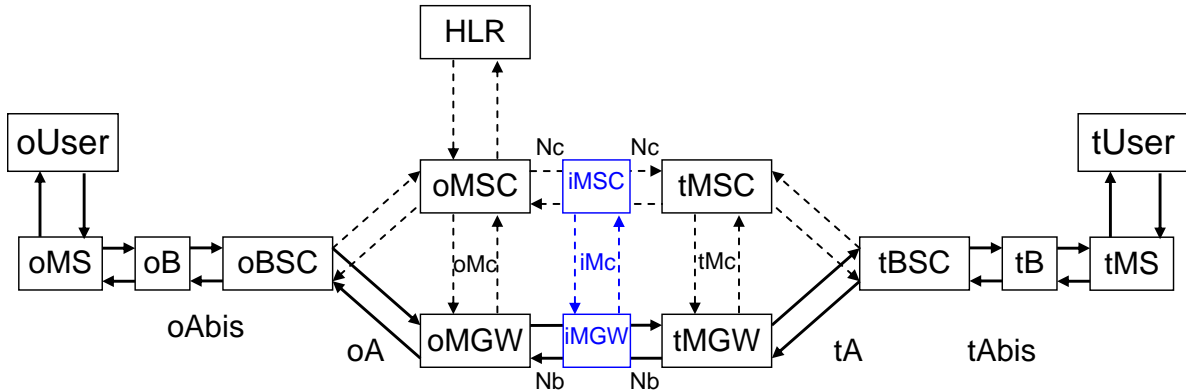 HLR
oUser
tUser
Nc
Nc
oMSC
iMSC
tMSC
oMS
oB
oBSC
oMc
iMc
tMc
tBSC
tB
tMS
oAbis
oA
oMGW
iMGW
tMGW
tA
tAbis
Nb
Nb